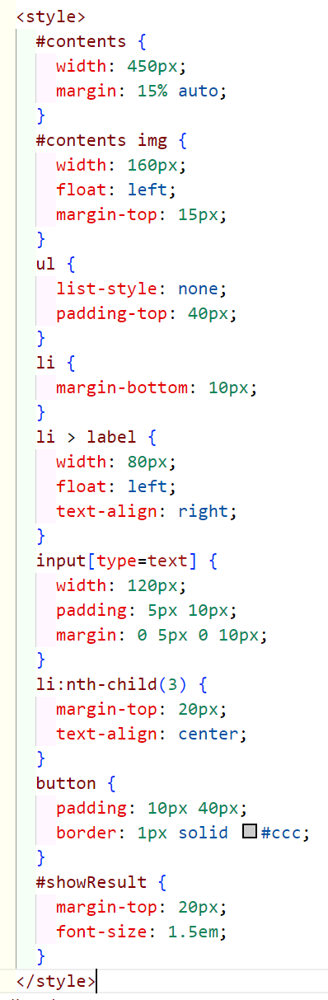 <style>
#contents {
width: 450px;
margin: 15% auto;
}
#contents img {
width: 160px;
float: left;
margin-top: 15px;
}
ul {
list-style: none;
padding-top: 40px;
}
li {
margin-bottom: 10px;
}
li > label {
width: 80px;
float: left;
text-align: right;
}
input[type=text] {
width: 120px;
padding: 5px 10px;
margin: 0 5px 0 10px;
}
li:nth-child(3) {
margin-top: 20px;
text-align: center;
}
button {
padding: 10px 40px;
border: 1px solid #ccc;
}
#showResult {
margin-top: 20px;
font-size: 1.5em;
}
</style>